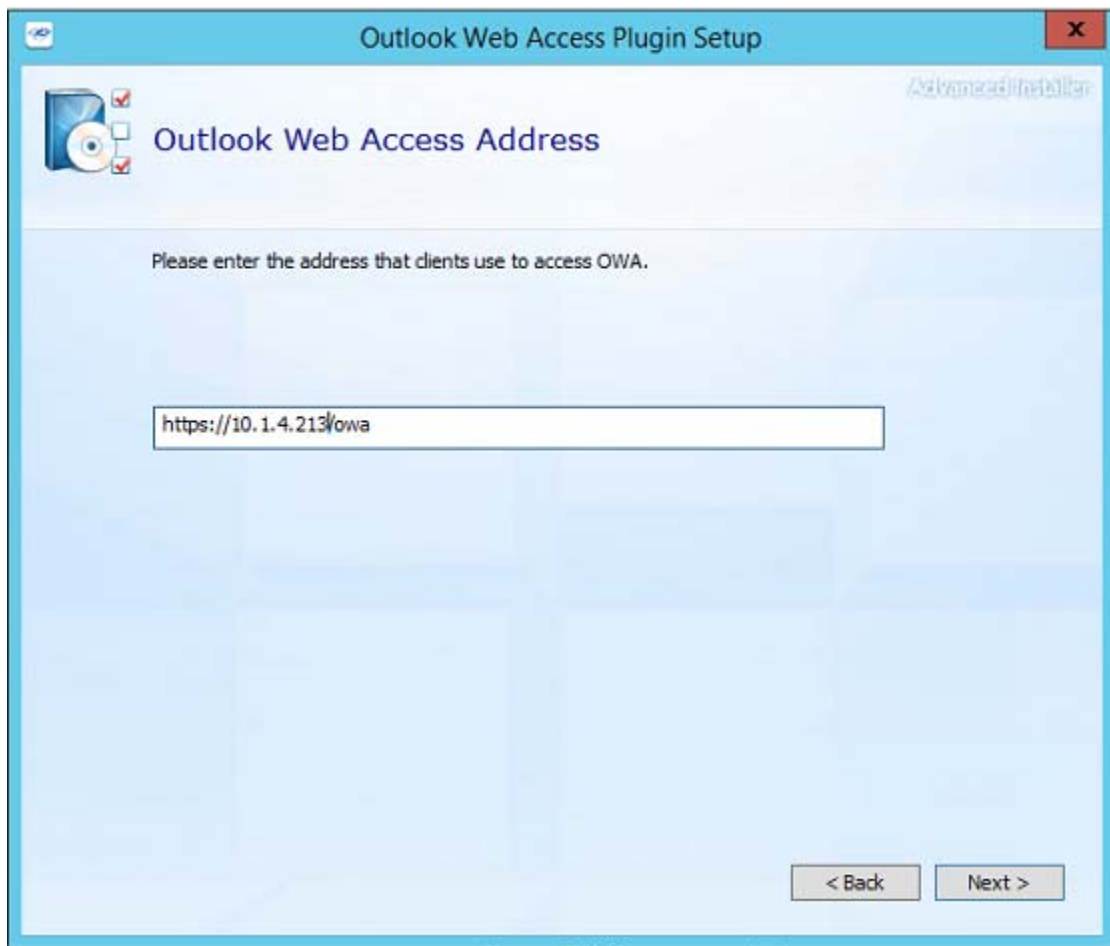 Outlook Web Access Plugin Setup
x
Advanced Installer
Outlook Web Access Address
Please enter the address that clients use to access OWA.
https://10.1.4.213/owa
< Back
Next >